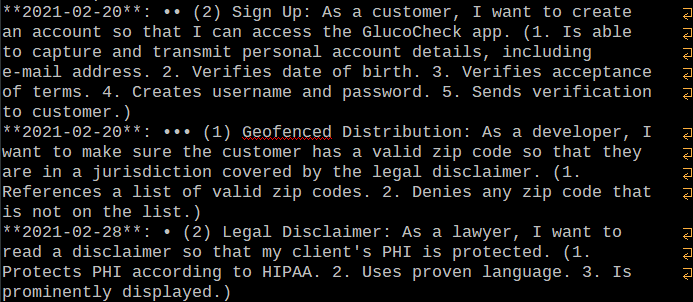 **2021-02-20**: •• (2) Sign Up: As a customer, I want to create
an account so that I can access the GlucoCheck app. (1. Is able
to capture and transmit personal account details, including
e-mail address. 2. Verifies date of birth. 3. Verifies acceptance
of terms. 4. Creates username and password. 5. Sends verification
to customer.)
**2021-02-20**: ••• (1) Geofenced Distribution: As a developer, I
want to make sure the customer has a valid zip code so that they
are in a jurisdiction covered by the legal disclaimer. (1.
References a list of valid zip codes. 2. Denies any zip code that
is not on the list.)
**2021-02-28**: • (2) Legal Disclaimer: As a lawyer, I want to
read a disclaimer so that my client's PHI is protected. (1.
Protects PHI according to HIPAA. 2. Uses proven language. 3. Is
prominently displayed.)